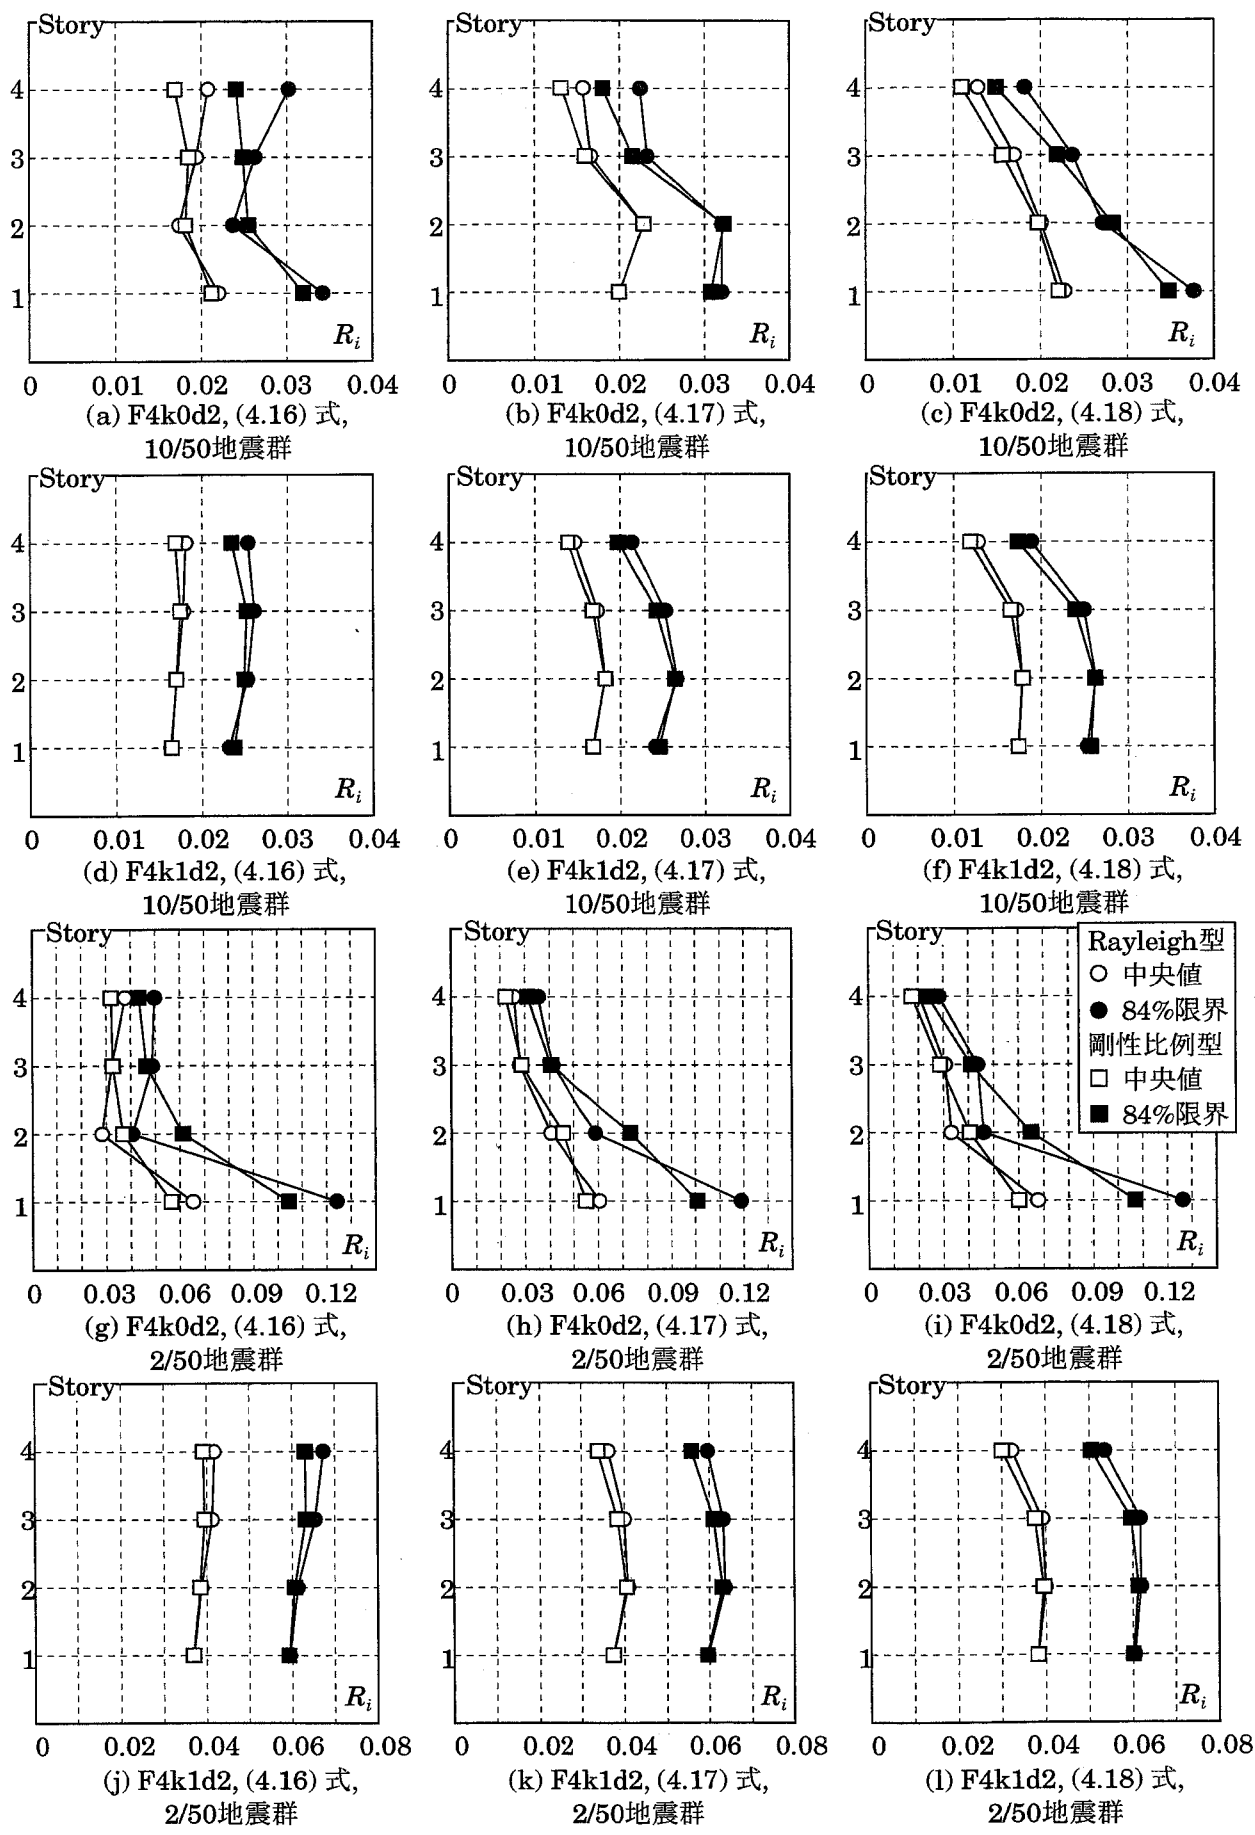 Story Story Story
4 4 4
3 3 3
2 2 2
1 1 1
Rᵢ Rᵢ Rᵢ
0 0.01 0.02 0.03 0.04 0 0.01 0.02 0.03 0.04 0 0.01 0.02 0.03 0.04
(a) F4k0d2, (4.16) 式, (b) F4k0d2, (4.17) 式, (c) F4k0d2, (4.18) 式,
10/50地震群 10/50地震群 10/50地震群
Story Story Story
4 4 4
3 3 3
2 2 2
1 1 1
Rᵢ Rᵢ Rᵢ
0 0.01 0.02 0.03 0.04 0 0.01 0.02 0.03 0.04 0 0.01 0.02 0.03 0.04
(d) F4k1d2, (4.16) 式, (e) F4k1d2, (4.17) 式, (f) F4k1d2, (4.18) 式,
10/50地震群 10/50地震群 10/50地震群
Story Story Story
4 4 4
3 3 3
2 2 2
1 1 1
Rᵢ Rᵢ Rᵢ
Rayleigh型
中央値
84%限界
剛性比例型
中央値
84%限界
0 0.03 0.06 0.09 0.12 0 0.03 0.06 0.09 0.12 0 0.03 0.06 0.09 0.12
(g) F4k0d2, (4.16) 式, (h) F4k0d2, (4.17) 式, (i) F4k0d2, (4.18) 式,
2/50地震群 2/50地震群 2/50地震群
Story Story Story
4 4 4
3 3 3
2 2 2
1 1 1
Rᵢ Rᵢ Rᵢ
0 0.02 0.04 0.06 0.08 0 0.02 0.04 0.06 0.08 0 0.02 0.04 0.06 0.08
(j) F4k1d2, (4.16) 式, (k) F4k1d2, (4.17) 式, (l) F4k1d2, (4.18) 式,
2/50地震群 2/50地震群 2/50地震群